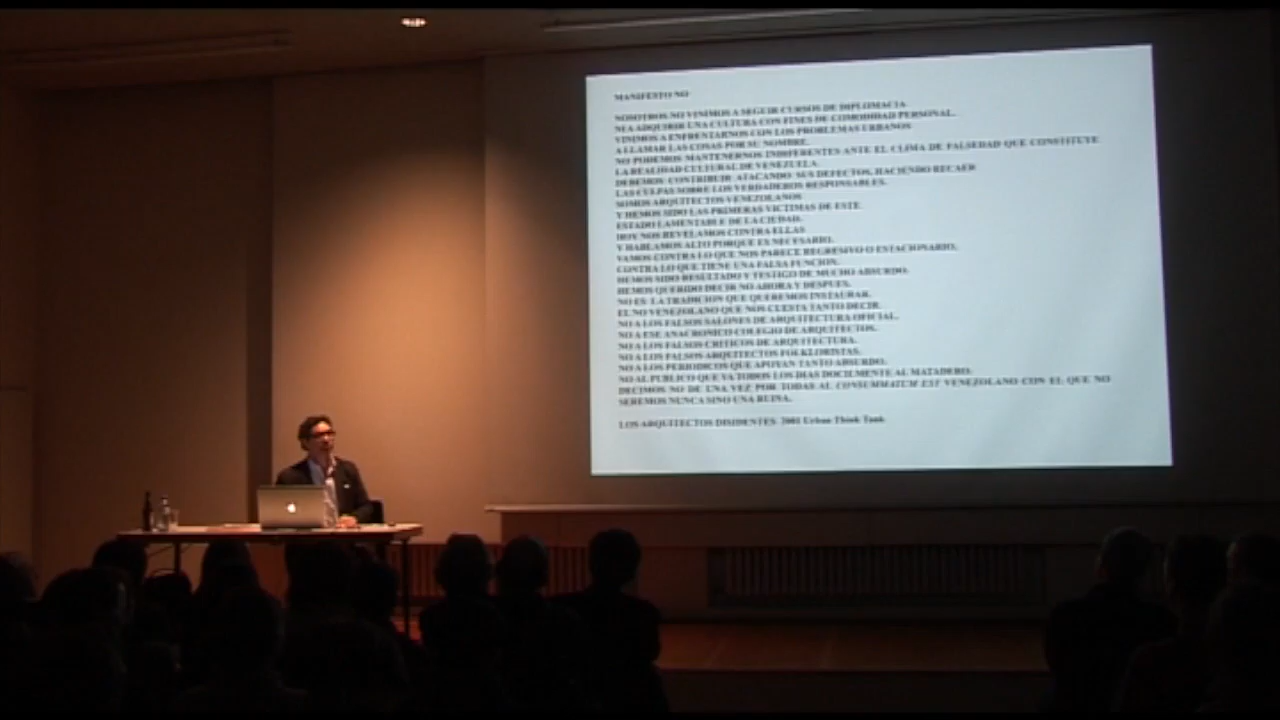 MANIFESTO NO
NOSOTROS NO VINIMOS A SEGUIR CURSOS DE DIPLOMACIA
NI A ADQUIRIR UNA CULTURA CON FINES DE COMODIDAD PERSONAL.
VINIMOS A ENFRENTARNOS CON LOS PROBLEMAS URBANOS
A LLAMAR LAS COSAS POR SU NOMBRE.
NO PODEMOS MANTENERNOS INDIFERENTES ANTE EL CLIMA DE FALSEDAD QUE CONSTITUYE
LA REALIDAD CULTURAL DE VENEZUELA.
DEBEMOS CONTRIBUIR ATACANDO SUS DEFECTOS, HACIENDO RECAER
LAS CULPAS SOBRE LOS VERDADEROS RESPONSABLES.
SOMOS ARQUITECTOS VENEZOLANOS
Y HEMOS SIDO LAS PRIMERAS VICTIMAS DE ESTE
ESTADO LAMENTABLE DE LA CIUDAD.
HOY NOS REVELAMOS CONTRA ELLAS
Y HABLAMOS ALTO PORQUE ES NECESARIO.
VAMOS CONTRA LO QUE NOS PARECE REGRESIVO O ESTACIONARIO,
CONTRA LO QUE TIENE UNA FALSA FUNCION.
HEMOS SIDO RESULTADO Y TESTIGO DE MUCHO ABSURDO.
HEMOS QUERIDO DECIR NO AHORA Y DESPUES.
NO ES LA TRADICION QUE QUEREMOS INSTAURAR.
EL NO VENEZOLANO QUE NOS CUESTA TANTO DECIR.
NO A LOS FALSOS SALONES DE ARQUITECTURA OFICIAL.
NO A ESE ANACRONICO COLEGIO DE ARQUITECTOS.
NO A LOS FALSOS CRITICOS DE ARQUITECTURA.
NO A LOS FALSOS ARQUITECTOS FOLKLORISTAS.
NO A LOS PERIODICOS QUE APOYAN TANTO ABSURDO.
NO AL PUBLICO QUE VA TODOS LOS DIAS DOCILMENTE AL MATADERO.
DECIMOS NO DE UNA VEZ POR TODAS AL CONSUMMATUM EST VENEZOLANO CON EL QUE NO
SEREMOS NUNCA SINO UNA RUINA.
LOS ARQUITECTOS DISIDENTES. 2001 Urban Think Tank